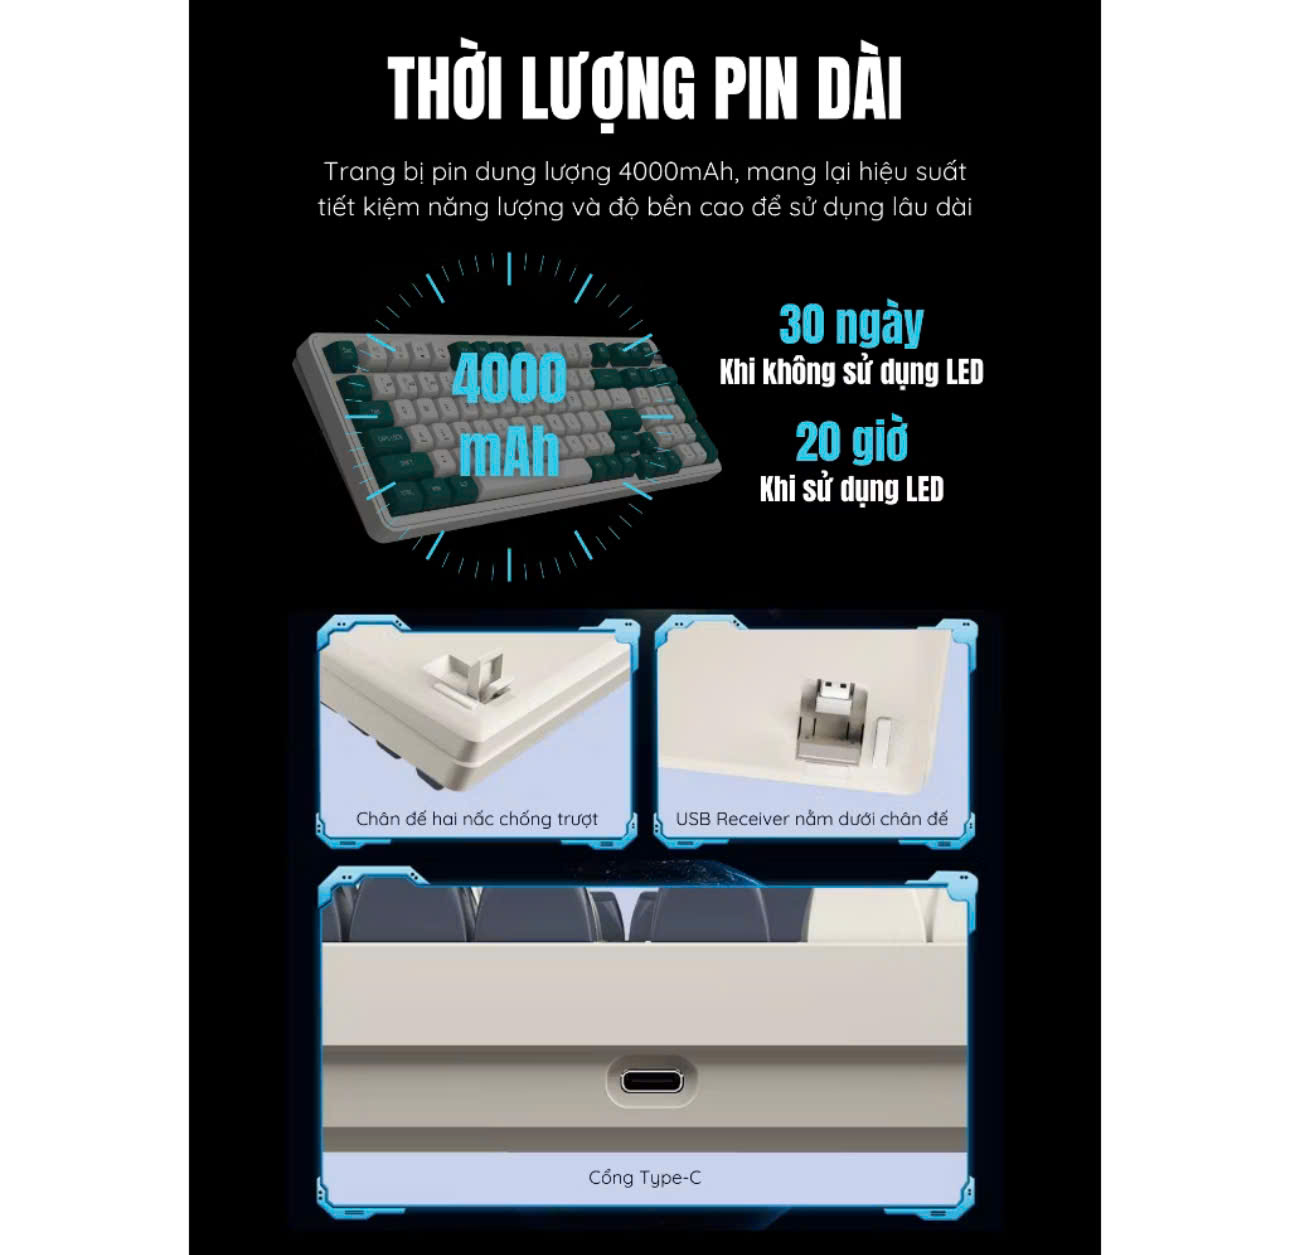 THỜI LƯỢNG PIN DÀI
Trang bị pin dung lượng 4000mAh, mang lại hiệu suất
tiết kiệm năng lượng và độ bền cao để sử dụng lâu dài
4000
mAh
30 ngày
Khi không sử dụng LED
20 giờ
Khi sử dụng LED
Chân đế hai nấc chống trượt
USB Receiver nằm dưới chân đế
Cổng Type-C